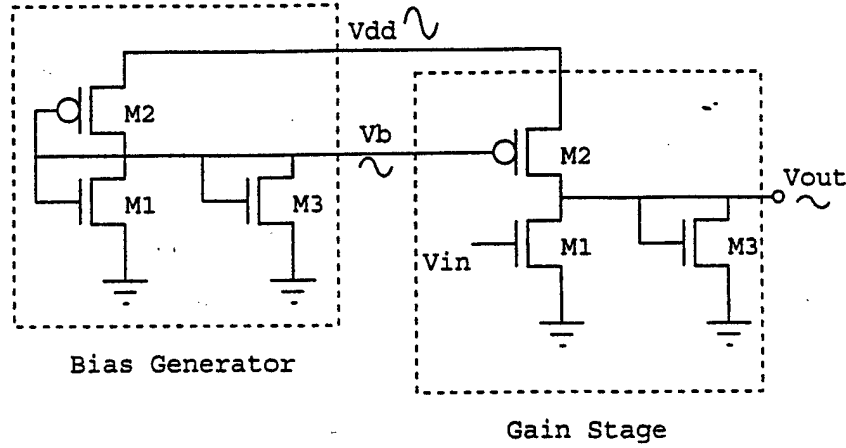 Vdd
M2
Vb
M2
Vout
M1
M3
M1
M3
Vin
Bias Generator
Gain Stage